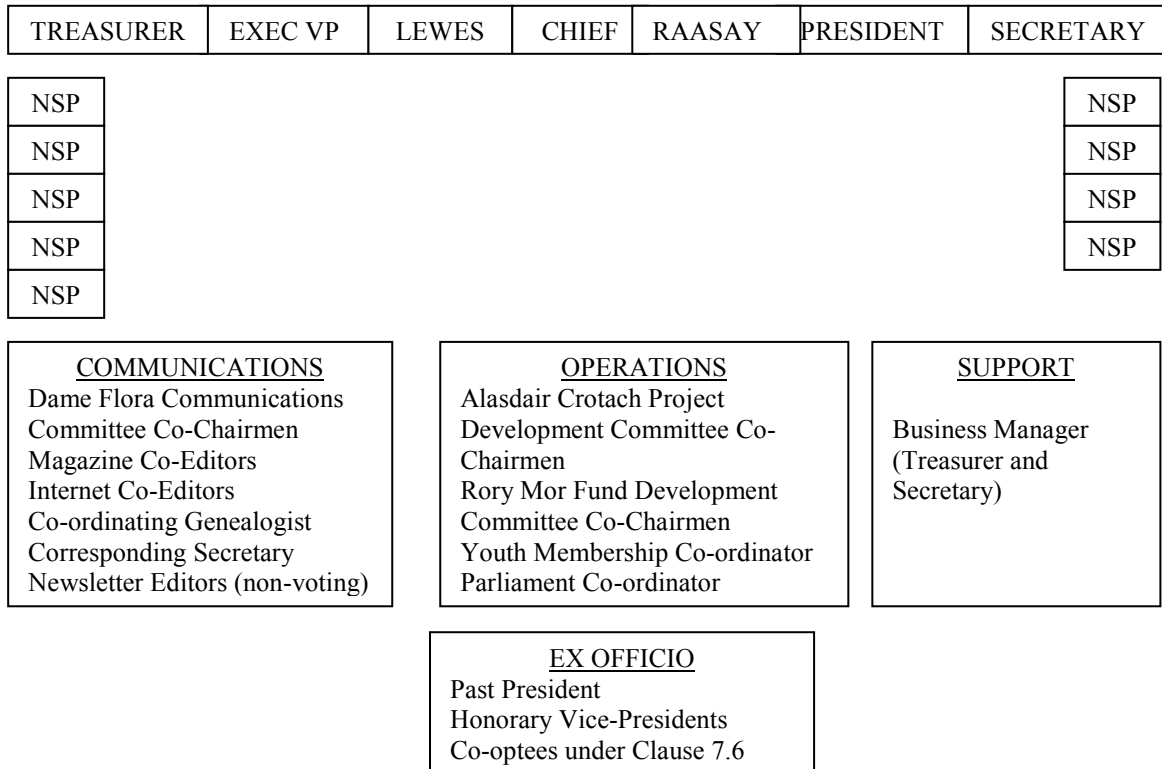 TREASURER EXEC VP LEWES CHIEF RAASAY PRESIDENT SECRETARY
NSP NSP
NSP NSP
NSP NSP
NSP NSP
NSP
COMMUNICATIONS
Dame Flora Communications
Committee Co-Chairmen
Magazine Co-Editors
Internet Co-Editors
Co-ordinating Genealogist
Corresponding Secretary
Newsletter Editors (non-voting)
OPERATIONS
Alasdair Crotach Project
Development Committee Co-
Chairmen
Rory Mor Fund Development
Committee Co-Chairmen
Youth Membership Co-ordinator
Parliament Co-ordinator
SUPPORT
Business Manager
(Treasurer and
Secretary)
EX OFFICIO
Past President
Honorary Vice-Presidents
Co-optees under Clause 7.6